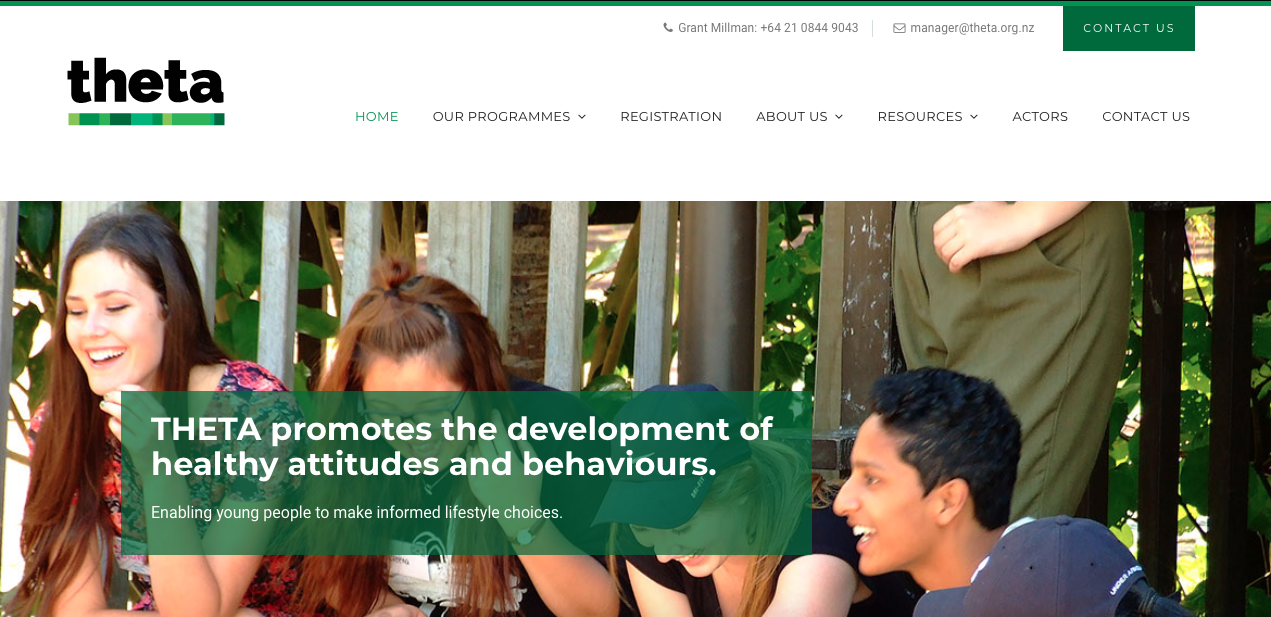 Grant Millman: +64 21 0844 9043
manager@theta.org.nz
CONTACT US
theta
HOME
OUR PROGRAMMES
REGISTRATION
ABOUT US
RESOURCES
ACTORS
CONTACT US
THETA promotes the development of
healthy attitudes and behaviours.
Enabling young people to make informed lifestyle choices.
UNDER ARMOUR